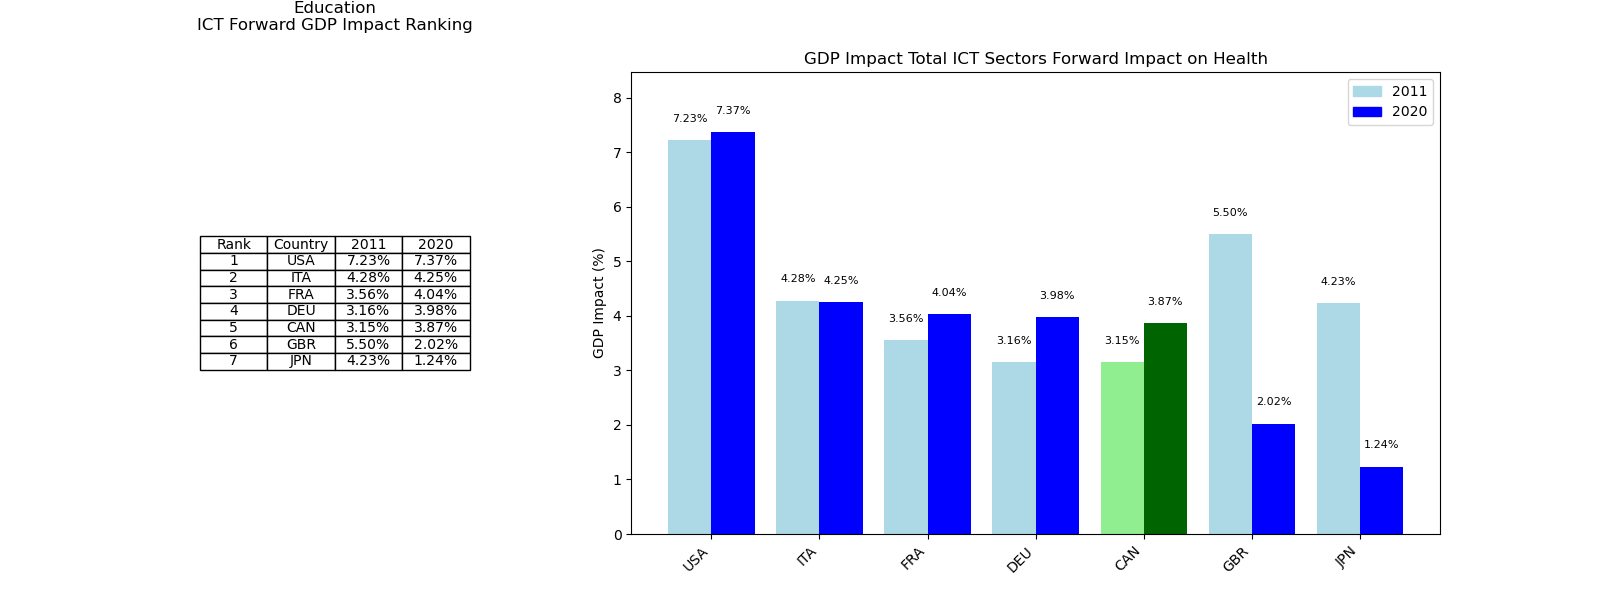 Education
ICT Forward GDP Impact Ranking
Rank Country 2011 2020
1 USA 7.23% 7.37%
2 ITA 4.28% 4.25%
3 FRA 3.56% 4.04%
4 DEU 3.16% 3.98%
5 CAN 3.15% 3.87%
6 GBR 5.50% 2.02%
7 JPN 4.23% 1.24%
GDP Impact Total ICT Sectors Forward Impact on Health
2011
2020
GDP Impact (%)
8
7
6
5
4
3
2
1
0
7.23% 7.37%
4.28% 4.25%
3.56% 4.04%
3.16% 3.98%
3.15% 3.87%
5.50% 2.02%
4.23% 1.24%
USA ITA FRA DEU CAN GBR JPN